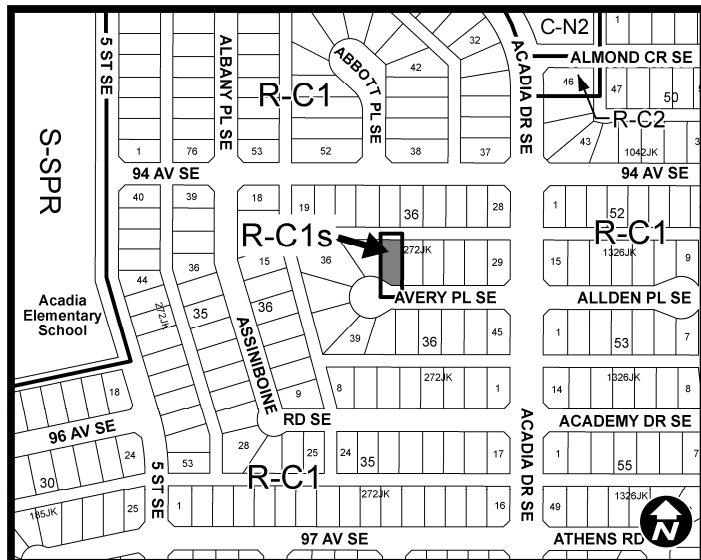 C-N2
1
5 ST SE
ALBANY PL SE
ABBOTT PL SE
32
42
ACADIA DR SE
ALMOND CR SE
R-C1
46
47
50
R-C2
S-SPR
43
1042JK
3
1
76
53
52
38
37
94 AV SE
94 AV SE
40
39
18
19
36
28
1
52
R-C1s
R-C1
272JK
1326JK
36
15
36
29
15
9
44
36
AVERY PL SE
ALLDEN PL SE
Acadia
Elementary
School
272JK
35
ASSINIBOINE
RD SE
39
36
45
1
53
7
272JK
1326JK
18
9
8
1
14
8
96 AV SE
ACADIA DR SE
ACADEMY DR SE
24
28
25
24
35
17
1
55
7
30
53
R-C1
5 ST SE
272JK
1326JK
185JK
25
1
16
49
97 AV SE
ATHENS RD
N